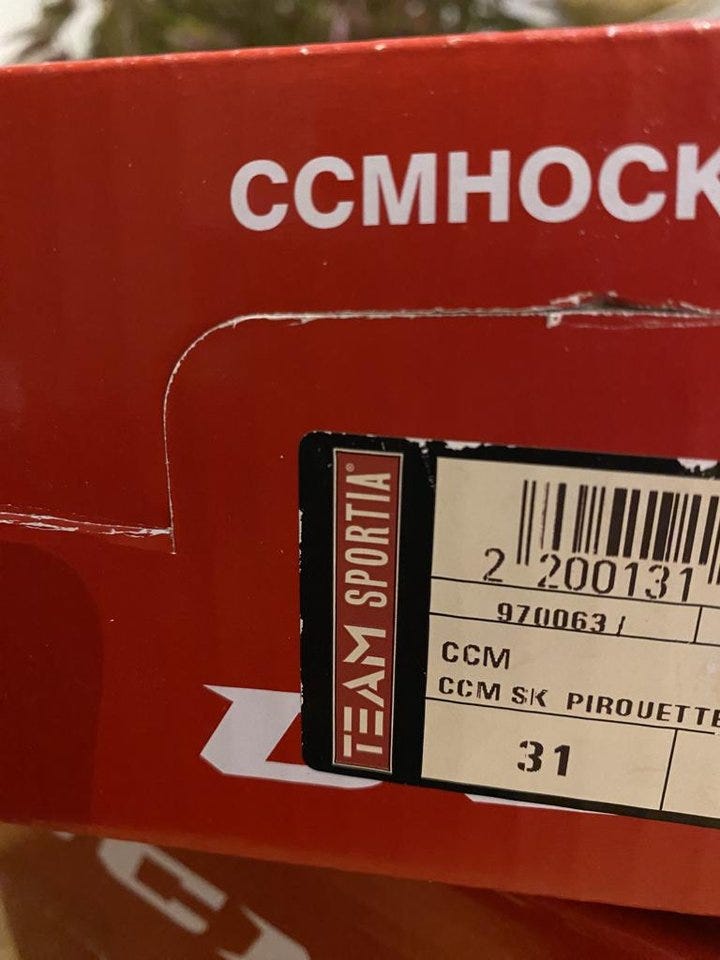 CCMHOCK
TEAM SPORTIA®
2 200131
970063/
CCM
CCM SK PIROUETTE
31